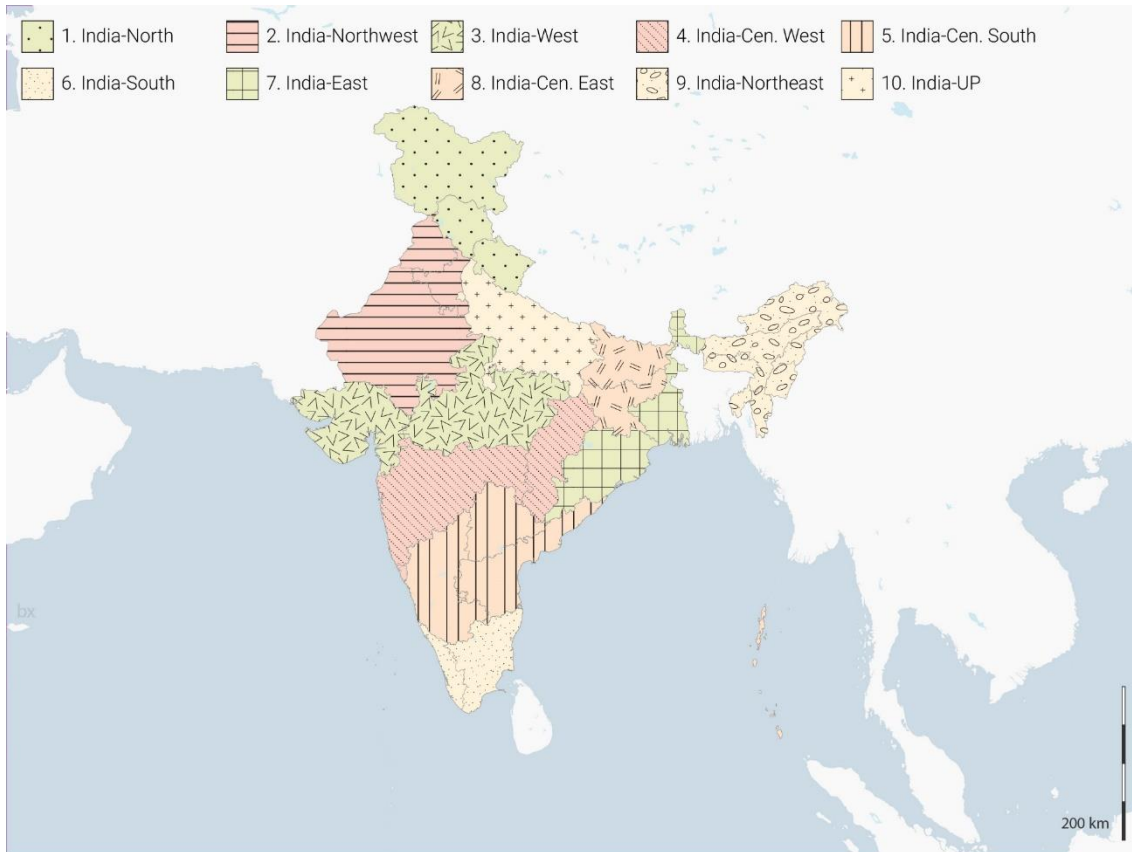 1. India-North 2. India-Northwest 3. India-West 4. India-Cen. West 5. India-Cen. South
6. India-South 7. India-East 8. India-Cen. East 9. India-Northeast 10. India-UP
bx
200 km